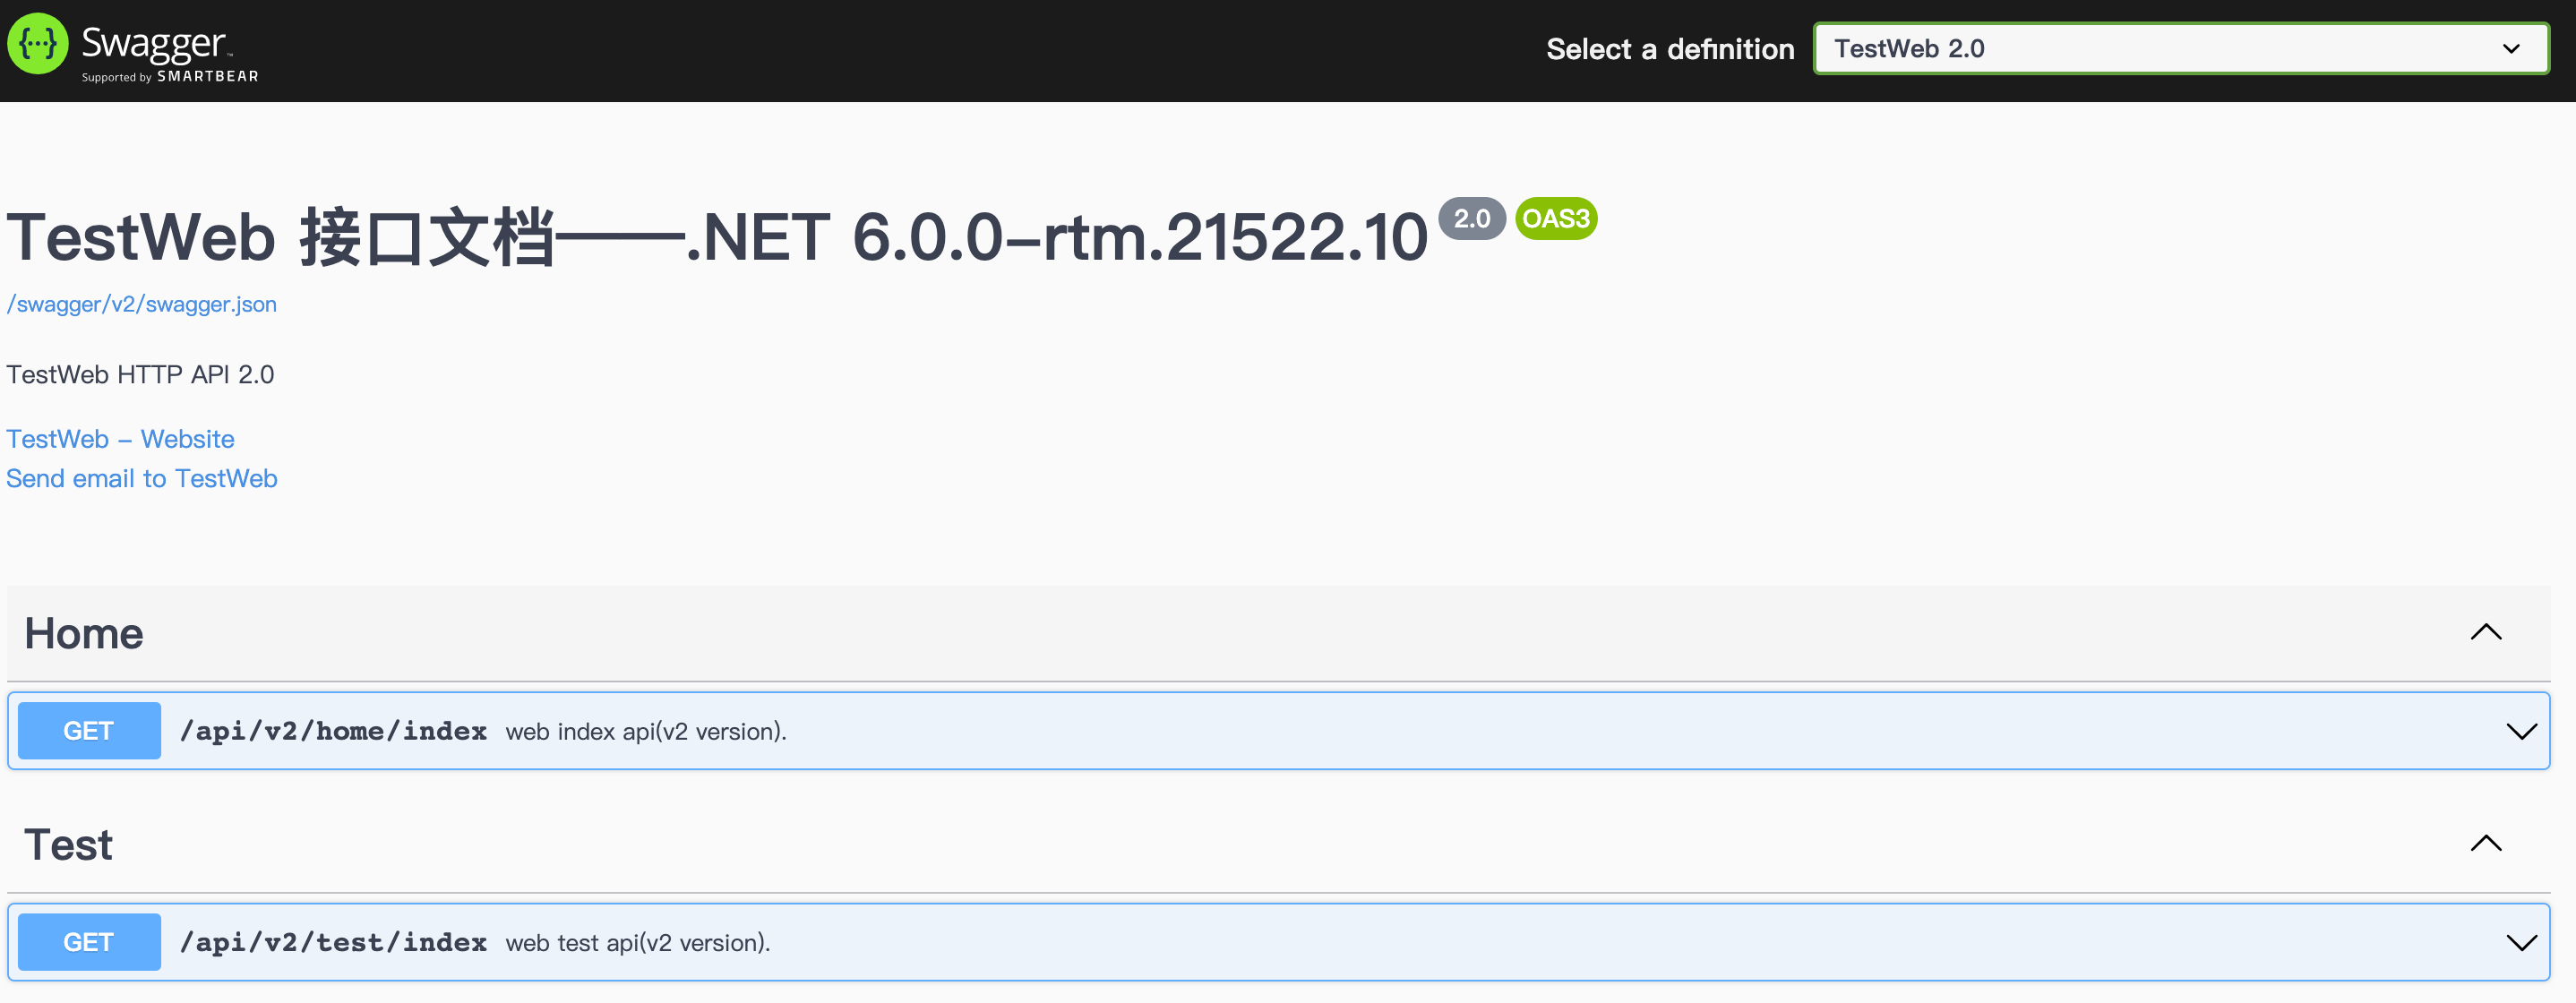 {...} Swagger™
Supported by SMARTBEAR
Select a definition TestWeb 2.0
TestWeb 接口文档——.NET 6.0.0-rtm.21522.10 2.0 OAS3
/swagger/v2/swagger.json
TestWeb HTTP API 2.0
TestWeb - Website
Send email to TestWeb
Home
GET /api/v2/home/index web index api(v2 version).
Test
GET /api/v2/test/index web test api(v2 version).